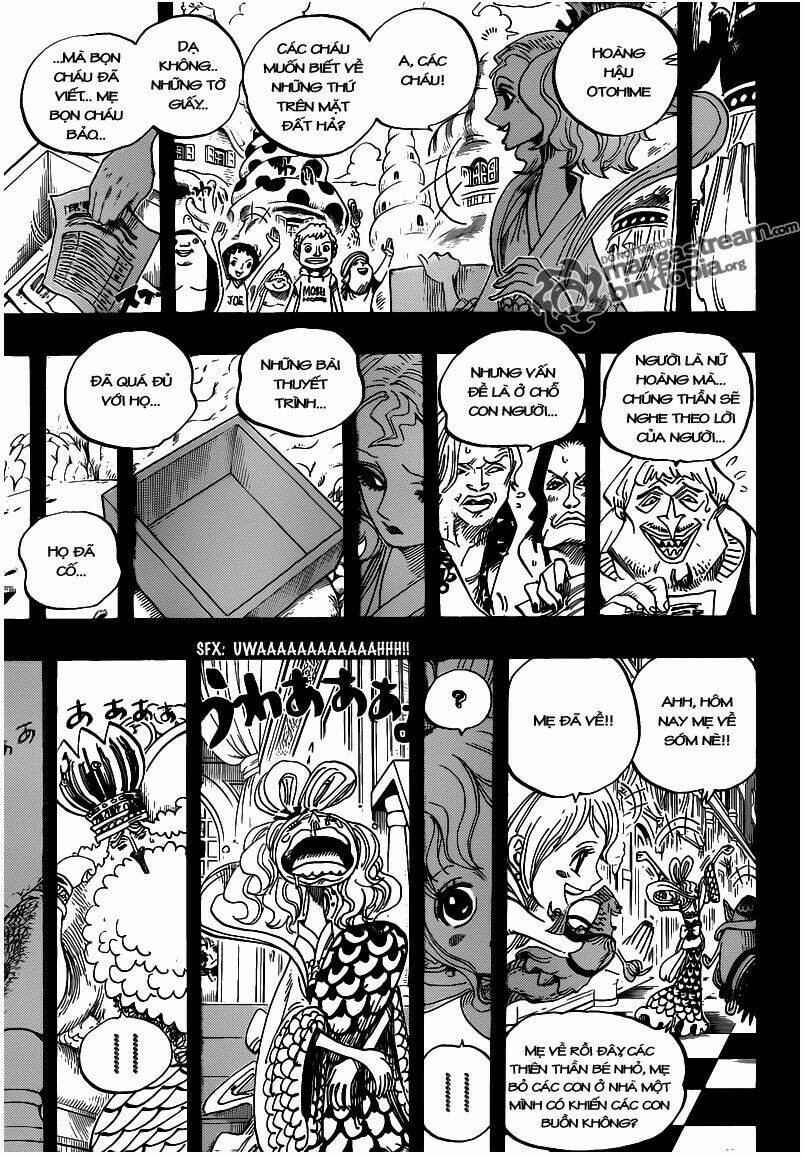 HOÀNG
HẬU
OTOHIME
A, CÁC
CHÁU!
CÁC CHÁU
MUỐN BIẾT VỀ
NHỮNG THỨ
TRÊN MẶT
ĐẤT HẢ?
DẠ
KHÔNG..
NHỮNG TỜ
GIẤY..
...MÀ BỌN
CHÁU ĐÃ
VIẾT... MẸ
BỌN CHÁU
BẢO...
JOE
MOSH
DO NOT MIRROR
mangastream.com
binktopia.org
NGƯỜI LÀ NỮ
HOÀNG MÀ...
CHÚNG THẦN SẼ
NGHE THEO LỜI
CỦA NGƯỜI...
NHƯNG VẤN
ĐỀ LÀ Ở CHỖ
CON NGƯỜI...
NHỮNG BÀI
THUYẾT
TRÌNH...
ĐÃ QUÁ ĐỦ
VỚI HỌ...
HỌ ĐÃ
CỐ...
SFX: UWAAAAAAAAAAAAHHH!!
AHH, HÔM
NAY MẸ VỀ
SỚM NÈ!!
MẸ ĐÃ VỀ!!
?
うわあああぁ
ああ
ああ
MẸ VỀ RỒI ĐÂY, CÁC
THIÊN THẦN BÉ NHỎ, MẸ
BỎ CÁC CON Ở NHÀ MỘT
MÌNH CÓ KHIẾN CÁC CON
BUỒN KHÔNG?
!!
!!